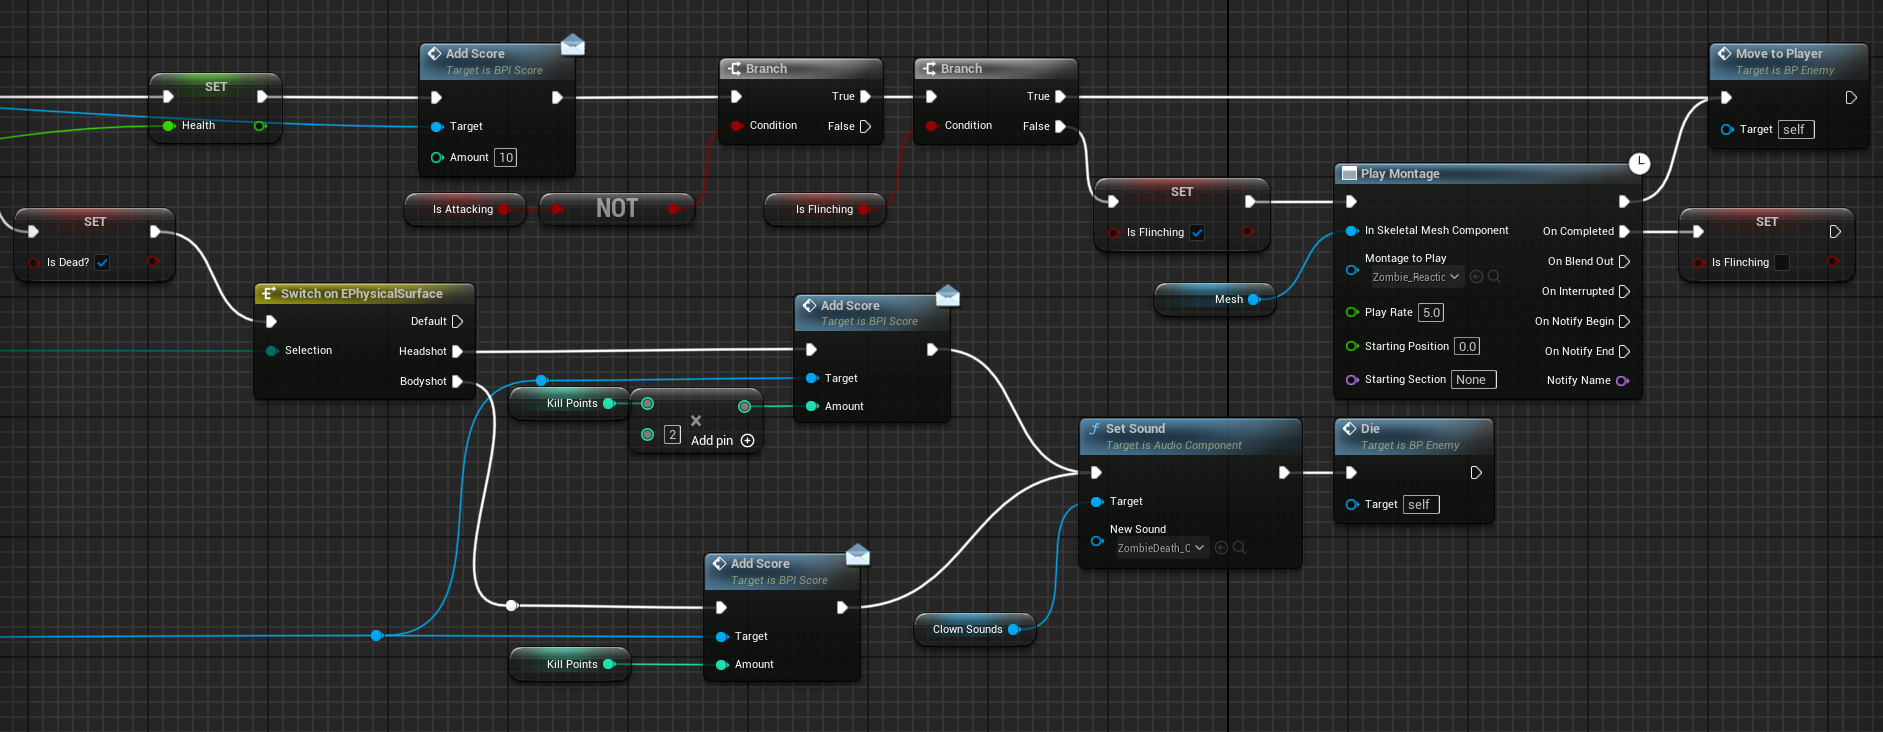 SET
Health
Add Score
Target is BPI Score
Target
Amount 10
Is Attacking
NOT
Branch
True
Condition
False
Is Flinching
Branch
True
Condition
False
SET
Is Flinching
Mesh
Play Montage
In Skeletal Mesh Component
On Completed
Montage to Play
Zombie_Reactic
On Blend Out
On Interrupted
Play Rate 5.0
On Notify Begin
Starting Position 0.0
On Notify End
Starting Section None
Notify Name
Move to Player
Target is BP Enemy
Target self
SET
Is Flinching
SET
Is Dead?
Switch on EPhysicalSurface
Default
Selection
Headshot
Bodyshot
Kill Points
2
Add pin
Add Score
Target is BPI Score
Target
Amount
Kill Points
Add Score
Target is BPI Score
Target
Amount
Clown Sounds
Set Sound
Target is Audio Component
Target
New Sound
ZombieDeath_C
Die
Target is BP Enemy
Target self